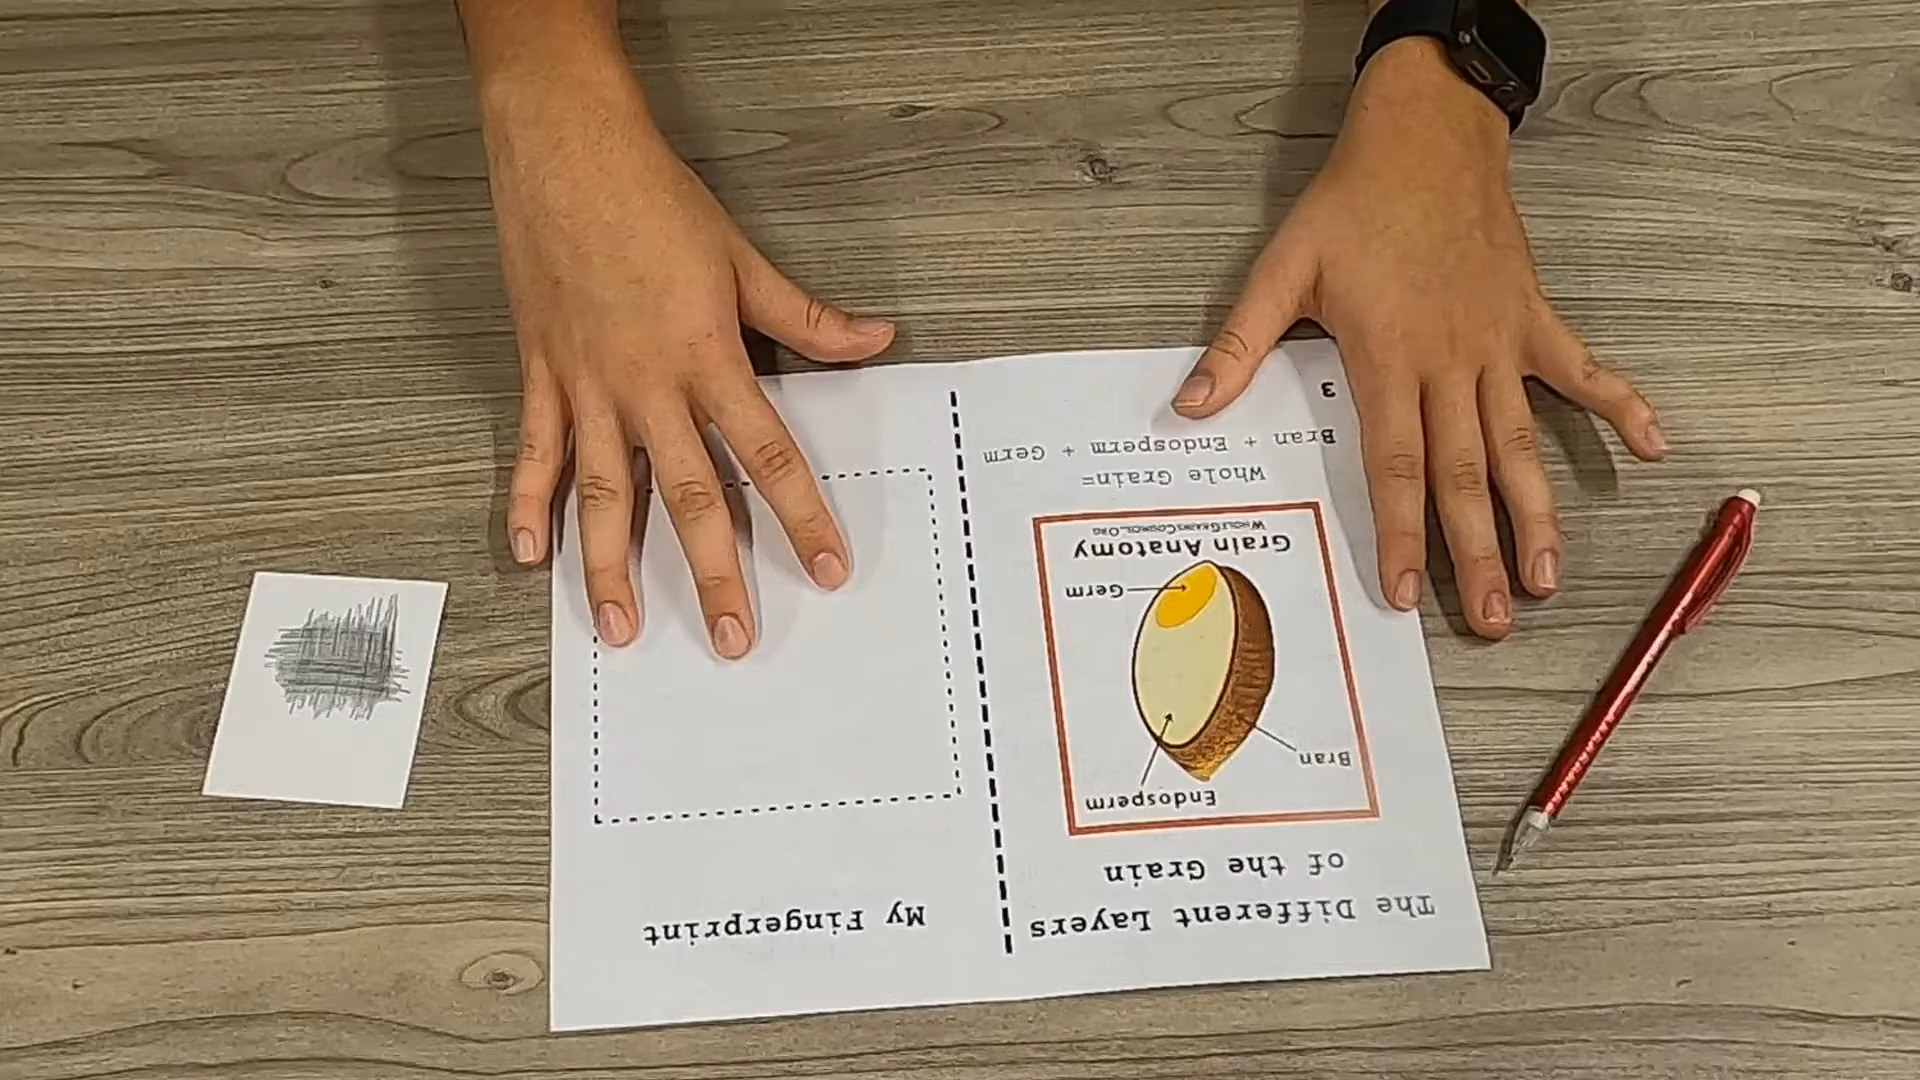 The Different Layers
of the Grain
Endosperm
Bran
Germ
Grain Anatomy
WholeGrainsCouncil.Org
Whole Grain=
Bran + Endosperm + Germ
3
My Fingerprint